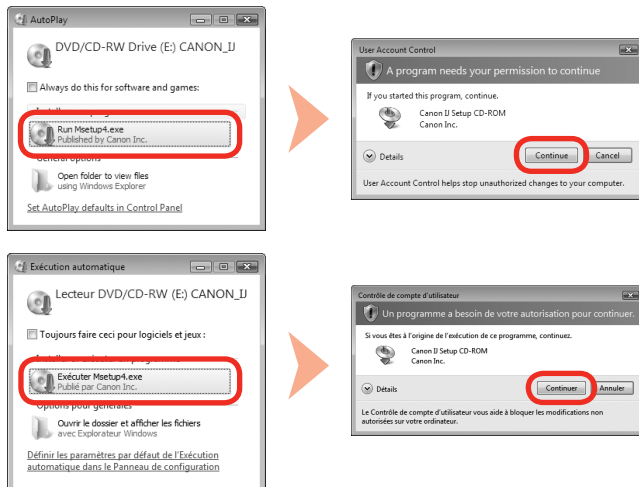 AutoPlay
DVD/CD-RW Drive (E:) CANON_IJ
Always do this for software and games:
Run Msetup4.exe
Published by Canon Inc.
General options
Open folder to view files
using Windows Explorer
Set AutoPlay defaults in Control Panel
User Account Control
A program needs your permission to continue
If you started this program, continue.
Canon IJ Setup CD-ROM
Canon Inc.
Details
Continue
Cancel
User Account Control helps stop unauthorized changes to your computer.
Exécution automatique
Lecteur DVD/CD-RW (E:) CANON_IJ
Toujours faire ceci pour logiciels et jeux :
Exécuter Msetup4.exe
Publié par Canon Inc.
Options pour générales
Ouvrir le dossier et afficher les fichiers
avec Explorateur Windows
Définir les paramètres par défaut de l'Exécution
automatique dans le Panneau de configuration
Contrôle de compte d'utilisateur
Un programme a besoin de votre autorisation pour continuer.
Si vous êtes à l'origine de l'exécution de ce programme, continuez.
Canon IJ Setup CD-ROM
Canon Inc.
Détails
Continuer
Annuler
Le Contrôle de compte d'utilisateur vous aide à bloquer les modifications non
autorisées sur votre ordinateur.